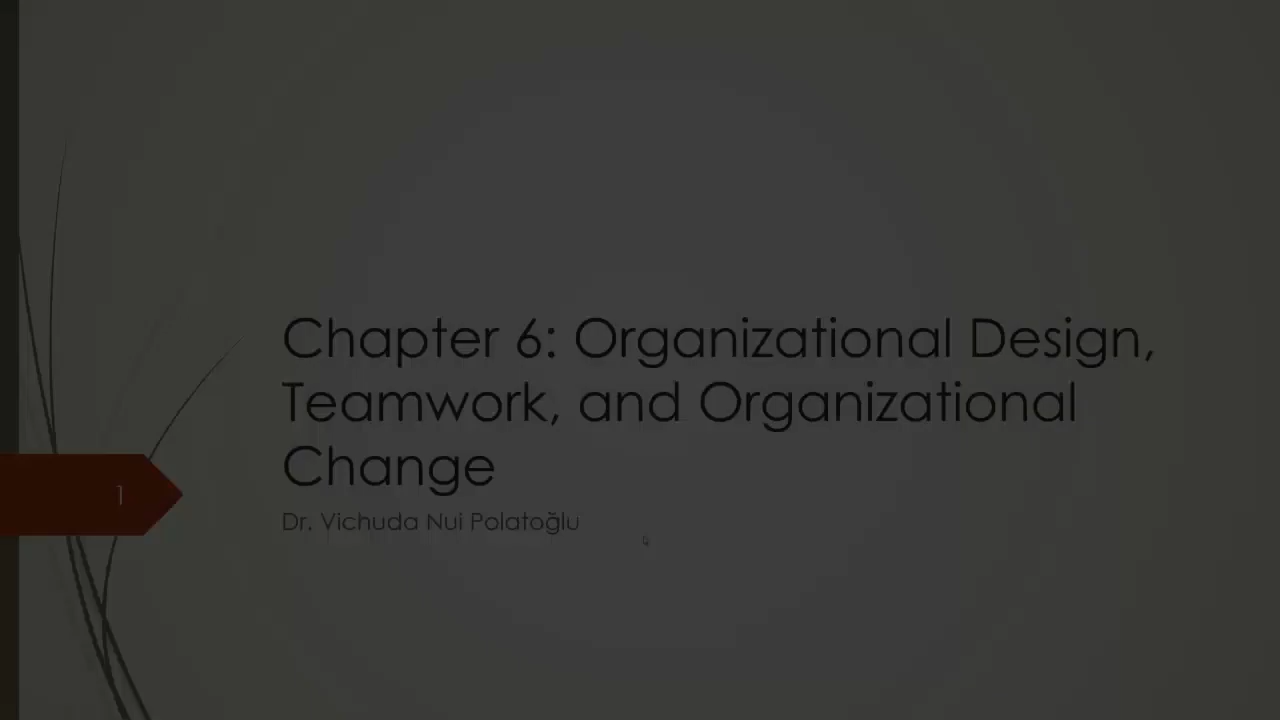 Chapter 6: Organizational Design,
Teamwork, and Organizational
Change
1
Dr. Vichuda Nui Polatoğlu